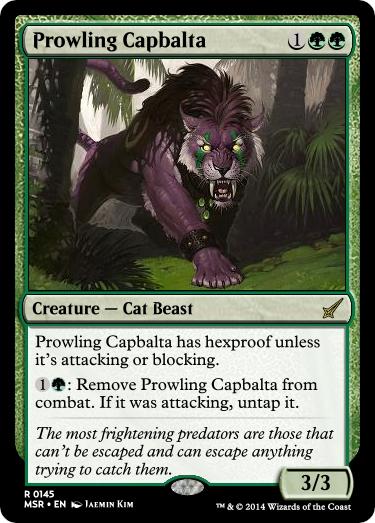 Prowling Capbalta 1
Creature — Cat Beast
Prowling Capbalta has hexproof unless
it's attacking or blocking.
1 : Remove Prowling Capbalta from
combat. If it was attacking, untap it.
The most frightening predators are those that
can't be escaped and can escape anything
trying to catch them.
3/3
R 0145
MSR • EN Jaemin Kim
™ & © 2014 Wizards of the Coast